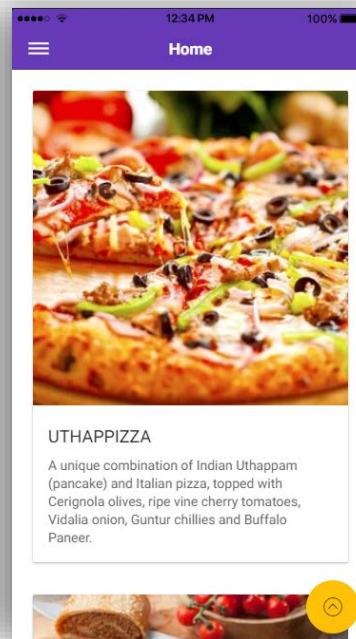 12:34 PM
100%
Home
UTHAPPIZZA
A unique combination of Indian Uthappam
(pancake) and Italian pizza, topped with
Cerignola olives, ripe vine cherry tomatoes,
Vidalia onion, Guntur chillies and Buffalo
Paneer.